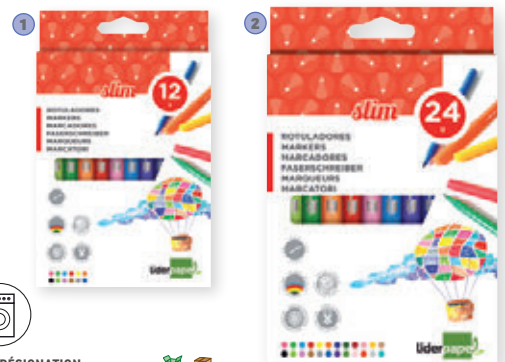 1
slim
12
ROTULADORES
MARKERS
MARCADORES
FASERSCHREIBER
MARQUEURS
MARCATORI
liderpapel
2
slim
24
ROTULADORES
MARKERS
MARCADORES
FASERSCHREIBER
MARQUEURS
MARCATORI
liderpapel
DÉSIGNATION